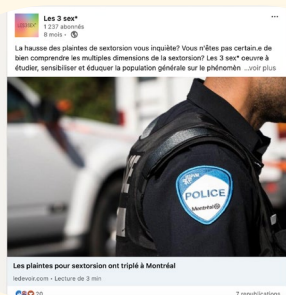 Les 3 sex*
1 237 abonnés
8 mois •
La hausse des plaintes de sextorsion vous inquiète? Vous n'êtes pas certain.e de
bien comprendre les multiples dimensions de la sextorsion? Les 3 sex* oeuvre à
étudier, sensibiliser et éduquer la population générale sur le phénomèn ...voir plus
POLICE
Montréal
Les plaintes pour sextorsion ont triplé à Montréal
ledevoir.com • Lecture de 3 min
20
7 republications